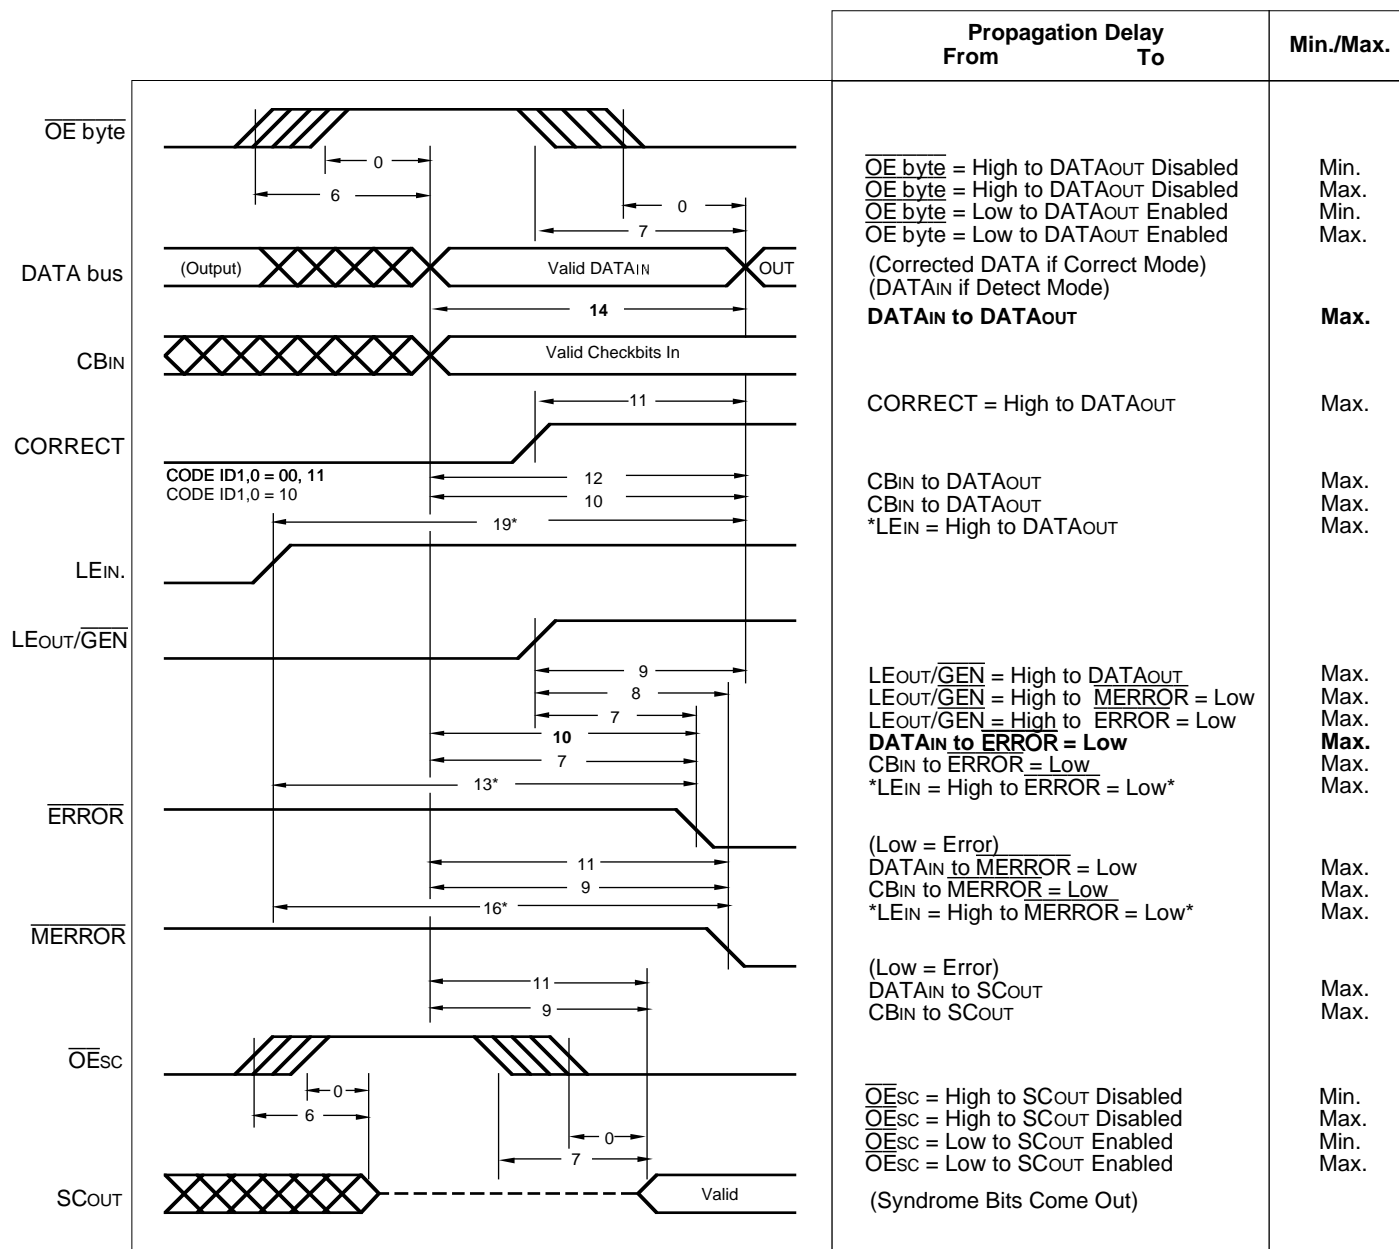 Propagation Delay
From To
Min./Max.
OE byte
0
6
OE byte = High to DATAOUT Disabled Min.
OE byte = High to DATAOUT Disabled Max.
0
OE byte = Low to DATAOUT Enabled Min.
7
OE byte = Low to DATAOUT Enabled Max.
DATA bus
(Output)
Valid DATAIN
OUT
(Corrected DATA if Correct Mode)
(DATAIN if Detect Mode)
14
DATAIN to DATAOUT Max.
CBIN
Valid Checkbits In
11
CORRECT = High to DATAOUT Max.
CORRECT
CODE ID1,0 = 00, 11
12
CBIN to DATAOUT Max.
CODE ID1,0 = 10
10
CBIN to DATAOUT Max.
19*
*LEIN = High to DATAOUT Max.
LEIN.
LEOUT/GEN
9
LEOUT/GEN = High to DATAOUT Max.
8
LEOUT/GEN = High to MERROR = Low Max.
7
LEOUT/GEN = High to ERROR = Low Max.
10
DATAIN to ERROR = Low Max.
7
CBIN to ERROR = Low Max.
13*
*LEIN = High to ERROR = Low* Max.
ERROR
(Low = Error)
11
DATAIN to MERROR = Low Max.
9
CBIN to MERROR = Low Max.
16*
*LEIN = High to MERROR = Low* Max.
MERROR
(Low = Error)
11
DATAIN to SCOUT Max.
9
CBIN to SCOUT Max.
OESC
0
OESC = High to SCOUT Disabled Min.
6
OESC = High to SCOUT Disabled Max.
0
OESC = Low to SCOUT Enabled Min.
7
OESC = Low to SCOUT Enabled Max.
SCOUT
Valid
(Syndrome Bits Come Out)